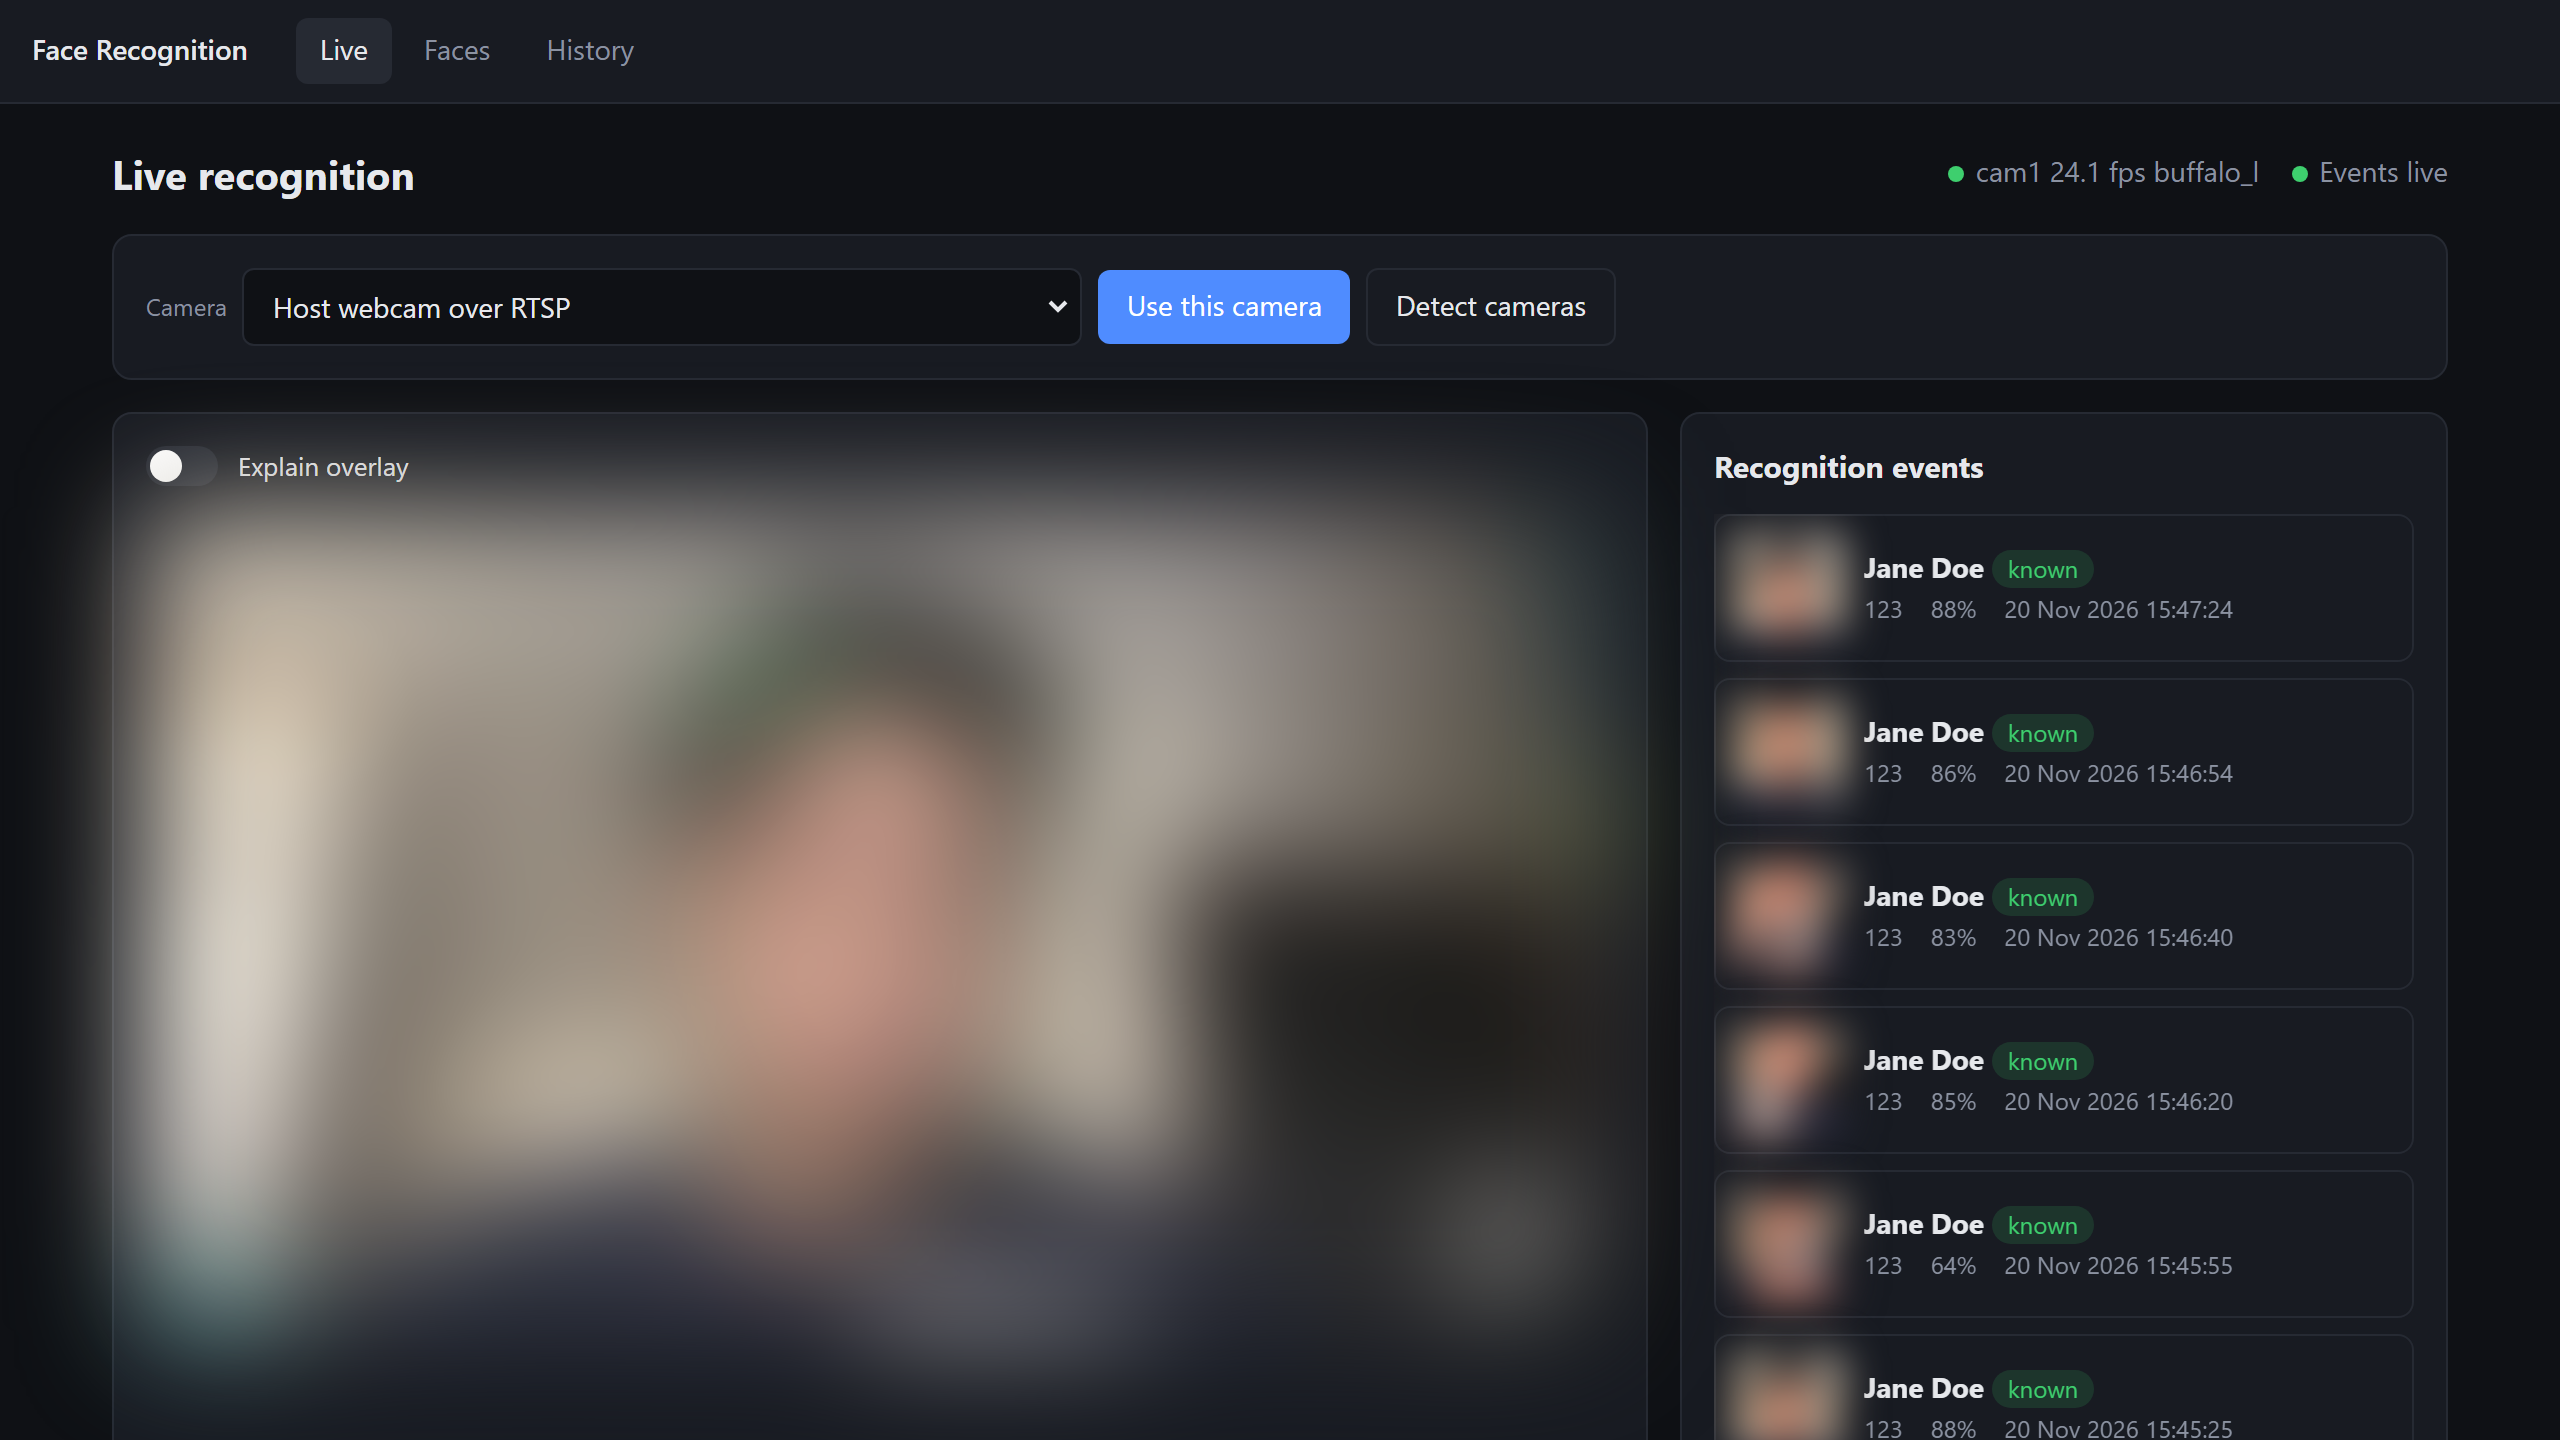 Face Recognition Live Faces History
Live recognition
cam1 24.1 fps buffalo_l Events live
Camera Host webcam over RTSP Use this camera Detect cameras
Explain overlay
Recognition events
Jane Doe known
123 88% 20 Nov 2026 15:47:24
Jane Doe known
123 86% 20 Nov 2026 15:46:54
Jane Doe known
123 83% 20 Nov 2026 15:46:40
Jane Doe known
123 85% 20 Nov 2026 15:46:20
Jane Doe known
123 64% 20 Nov 2026 15:45:55
Jane Doe known
123 88% 20 Nov 2026 15:45:25